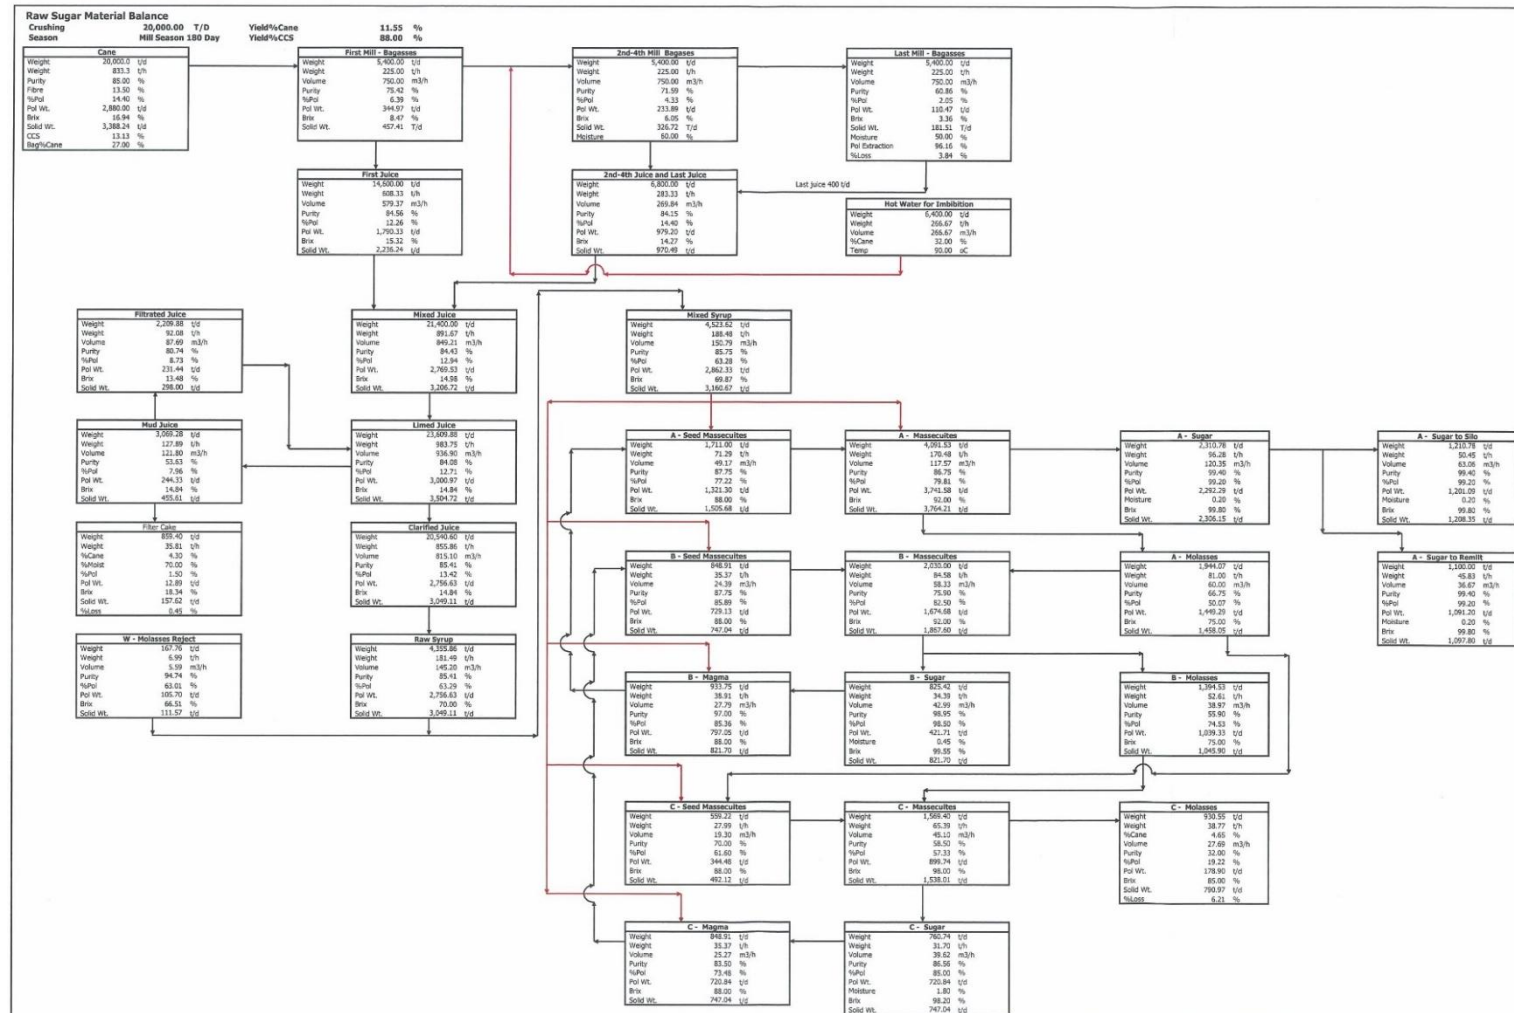 Raw Sugar Material Balance
Crushing 20,000.00 T/D Yield%Cane 11.55 %
Season Mill Season 180 Day Yield%CCS 88.00 %
Cane
Weight 20,000.0 t/d
Weight 833.3 t/h
Purity 85.00 %
Fibre 13.50 %
%Pol 14.40 %
Pol Wt. 2,880.00 t/d
Brix 16.94 %
Solid Wt. 3,388.24 t/d
CCS 13.13 %
Bag%Cane 27.00 %
First Mill - Bagasses
Weight 5,400.00 t/d
Weight 225.00 t/h
Volume 750.00 m3/h
Purity 75.42 %
%Pol 6.39 %
Pol Wt. 344.97 t/d
Brix 8.47 %
Solid Wt. 457.41 T/d
2nd-4th Mill Bagases
Weight 5,400.00 t/d
Weight 225.00 t/h
Volume 750.00 m3/h
Purity 71.59 %
%Pol 4.33 %
Pol Wt. 233.89 t/d
Brix 6.05 %
Solid Wt. 326.72 T/d
Moisture 60.00 %
Last Mill - Bagasses
Weight 5,400.00 t/d
Weight 225.00 t/h
Volume 750.00 m3/h
Purity 60.86 %
%Pol 2.05 %
Pol Wt. 110.47 t/d
Brix 3.36 %
Solid Wt. 181.51 T/d
Moisture 50.00 %
Pol Extraction 96.16 %
%Loss 3.84 %
First Juice
Weight 14,600.00 t/d
Weight 608.33 t/h
Volume 579.37 m3/h
Purity 84.56 %
%Pol 12.26 %
Pol Wt. 1,790.33 t/d
Brix 15.32 %
Solid Wt. 2,236.24 t/d
2nd-4th Juice and Last Juice
Weight 6,800.00 t/d
Weight 283.33 t/h
Volume 269.84 m3/h
Purity 84.15 %
%Pol 14.40 %
Pol Wt. 979.20 t/d
Brix 14.27 %
Solid Wt. 970.48 t/d
Last juice 400 t/d
Hot Water for Imbibition
Weight 6,400.00 t/d
Weight 266.67 t/h
Volume 266.67 m3/h
%Cane 32.00 %
Temp 90.00 oC
Filtrated Juice
Weight 2,209.88 t/d
Weight 92.08 t/h
Volume 87.69 m3/h
Purity 80.74 %
%Pol 8.73 %
Pol Wt. 231.44 t/d
Brix 13.48 %
Solid Wt. 298.00 t/d
Mixed Juice
Weight 21,400.00 t/d
Weight 891.67 t/h
Volume 849.21 m3/h
Purity 84.43 %
%Pol 12.94 %
Pol Wt. 2,769.53 t/d
Brix 14.98 %
Solid Wt. 3,206.72 t/d
Mixed Syrup
Weight 4,523.62 t/d
Weight 188.48 t/h
Volume 150.79 m3/h
Purity 85.75 %
%Pol 63.28 %
Pol Wt. 2,862.33 t/d
Brix 69.87 %
Solid Wt. 3,160.67 t/d
Mud Juice
Weight 3,069.28 t/d
Weight 127.89 t/h
Volume 121.80 m3/h
Purity 53.63 %
%Pol 7.96 %
Pol Wt. 244.33 t/d
Brix 14.84 %
Solid Wt. 455.61 t/d
Limed Juice
Weight 23,609.88 t/d
Weight 983.75 t/h
Volume 936.90 m3/h
Purity 84.08 %
%Pol 12.71 %
Pol Wt. 3,000.97 t/d
Brix 14.84 %
Solid Wt. 3,504.72 t/d
A - Seed Massecuites
Weight 1,711.00 t/d
Weight 71.29 t/h
Volume 49.17 m3/h
Purity 87.75 %
%Pol 77.22 %
Pol Wt. 1,321.30 t/d
Brix 88.00 %
Solid Wt. 1,505.68 t/d
A - Massecuites
Weight 4,091.53 t/d
Weight 170.48 t/h
Volume 117.57 m3/h
Purity 86.75 %
%Pol 79.81 %
Pol Wt. 3,741.58 t/d
Brix 92.00 %
Solid Wt. 3,764.21 t/d
A - Sugar
Weight 2,310.78 t/d
Weight 96.28 t/h
Volume 120.35 m3/h
Purity 99.40 %
%Pol 99.20 %
Pol Wt. 2,292.29 t/d
Moisture 0.20 %
Brix 99.80 %
Solid Wt. 2,306.15 t/d
A - Sugar to Silo
Weight 1,210.78 t/d
Weight 50.45 t/h
Volume 63.06 m3/h
Purity 99.40 %
%Pol 99.20 %
Pol Wt. 1,201.09 t/d
Moisture 0.20 %
Brix 99.80 %
Solid Wt. 1,208.35 t/d
Filter Cake
Weight 859.40 t/d
Weight 35.81 t/h
%Cane 4.30 %
%Moist 70.00 %
%Pol 1.50 %
Pol Wt. 12.89 t/d
Brix 18.34 %
Solid Wt. 157.62 t/d
%Loss 0.45 %
Clarified Juice
Weight 20,540.60 t/d
Weight 855.86 t/h
Volume 815.10 m3/h
Purity 85.41 %
%Pol 13.42 %
Pol Wt. 2,756.63 t/d
Brix 14.84 %
Solid Wt. 3,049.11 t/d
B - Seed Massecuites
Weight 848.91 t/d
Weight 35.37 t/h
Volume 24.39 m3/h
Purity 87.75 %
%Pol 85.89 %
Pol Wt. 729.13 t/d
Brix 88.00 %
Solid Wt. 747.04 t/d
B - Massecuites
Weight 2,030.00 t/d
Weight 84.58 t/h
Volume 58.33 m3/h
Purity 75.90 %
%Pol 82.50 %
Pol Wt. 1,674.68 t/d
Brix 92.00 %
Solid Wt. 1,867.60 t/d
A - Molasses
Weight 1,944.07 t/d
Weight 81.00 t/h
Volume 60.00 m3/h
Purity 66.75 %
%Pol 50.07 %
Pol Wt. 1,449.29 t/d
Brix 75.00 %
Solid Wt. 1,458.05 t/d
A - Sugar to Remilt
Weight 1,100.00 t/d
Weight 45.83 t/h
Volume 36.67 m3/h
Purity 99.40 %
%Pol 99.20 %
Pol Wt. 1,091.20 t/d
Moisture 0.20 %
Brix 99.80 %
Solid Wt. 1,097.80 t/d
W - Molasses Reject
Weight 167.76 t/d
Weight 6.99 t/h
Volume 5.59 m3/h
Purity 94.74 %
%Pol 63.01 %
Pol Wt. 105.70 t/d
Brix 66.51 %
Solid Wt. 111.57 t/d
Raw Syrup
Weight 4,355.86 t/d
Weight 181.49 t/h
Volume 145.20 m3/h
Purity 85.41 %
%Pol 63.29 %
Pol Wt. 2,756.63 t/d
Brix 70.00 %
Solid Wt. 3,049.11 t/d
B - Magma
Weight 933.75 t/d
Weight 38.91 t/h
Volume 27.79 m3/h
Purity 97.00 %
%Pol 85.36 %
Pol Wt. 797.05 t/d
Brix 88.00 %
Solid Wt. 821.70 t/d
B - Sugar
Weight 825.42 t/d
Weight 34.39 t/h
Volume 42.99 m3/h
Purity 98.95 %
%Pol 98.50 %
Pol Wt. 421.71 t/d
Moisture 0.45 %
Brix 99.55 %
Solid Wt. 821.70 t/d
B - Molasses
Weight 1,394.53 t/d
Weight 52.61 t/h
Volume 38.97 m3/h
Purity 55.90 %
%Pol 74.53 %
Pol Wt. 1,039.33 t/d
Brix 75.00 %
Solid Wt. 1,045.90 t/d
C - Seed Massecuites
Weight 559.22 t/d
Weight 27.99 t/h
Volume 19.30 m3/h
Purity 70.00 %
%Pol 61.60 %
Pol Wt. 344.48 t/d
Brix 88.00 %
Solid Wt. 492.12 t/d
C - Massecuites
Weight 1,569.40 t/d
Weight 65.39 t/h
Volume 45.10 m3/h
Purity 58.50 %
%Pol 57.33 %
Pol Wt. 899.74 t/d
Brix 98.00 %
Solid Wt. 1,538.01 t/d
C - Molasses
Weight 930.55 t/d
Weight 38.77 t/h
%Cane 4.65 %
Volume 27.69 m3/h
Purity 32.00 %
%Pol 19.22 %
Pol Wt. 178.90 t/d
Brix 85.00 %
Solid Wt. 790.97 t/d
%Loss 6.21 %
C - Magma
Weight 848.91 t/d
Weight 35.37 t/h
Volume 25.27 m3/h
Purity 83.50 %
%Pol 73.48 %
Pol Wt. 720.84 t/d
Brix 88.00 %
Solid Wt. 747.04 t/d
C - Sugar
Weight 760.74 t/d
Weight 31.70 t/h
Volume 39.62 m3/h
Purity 86.56 %
%Pol 85.00 %
Pol Wt. 720.84 t/d
Moisture 1.80 %
Brix 98.20 %
Solid Wt. 747.04 t/d